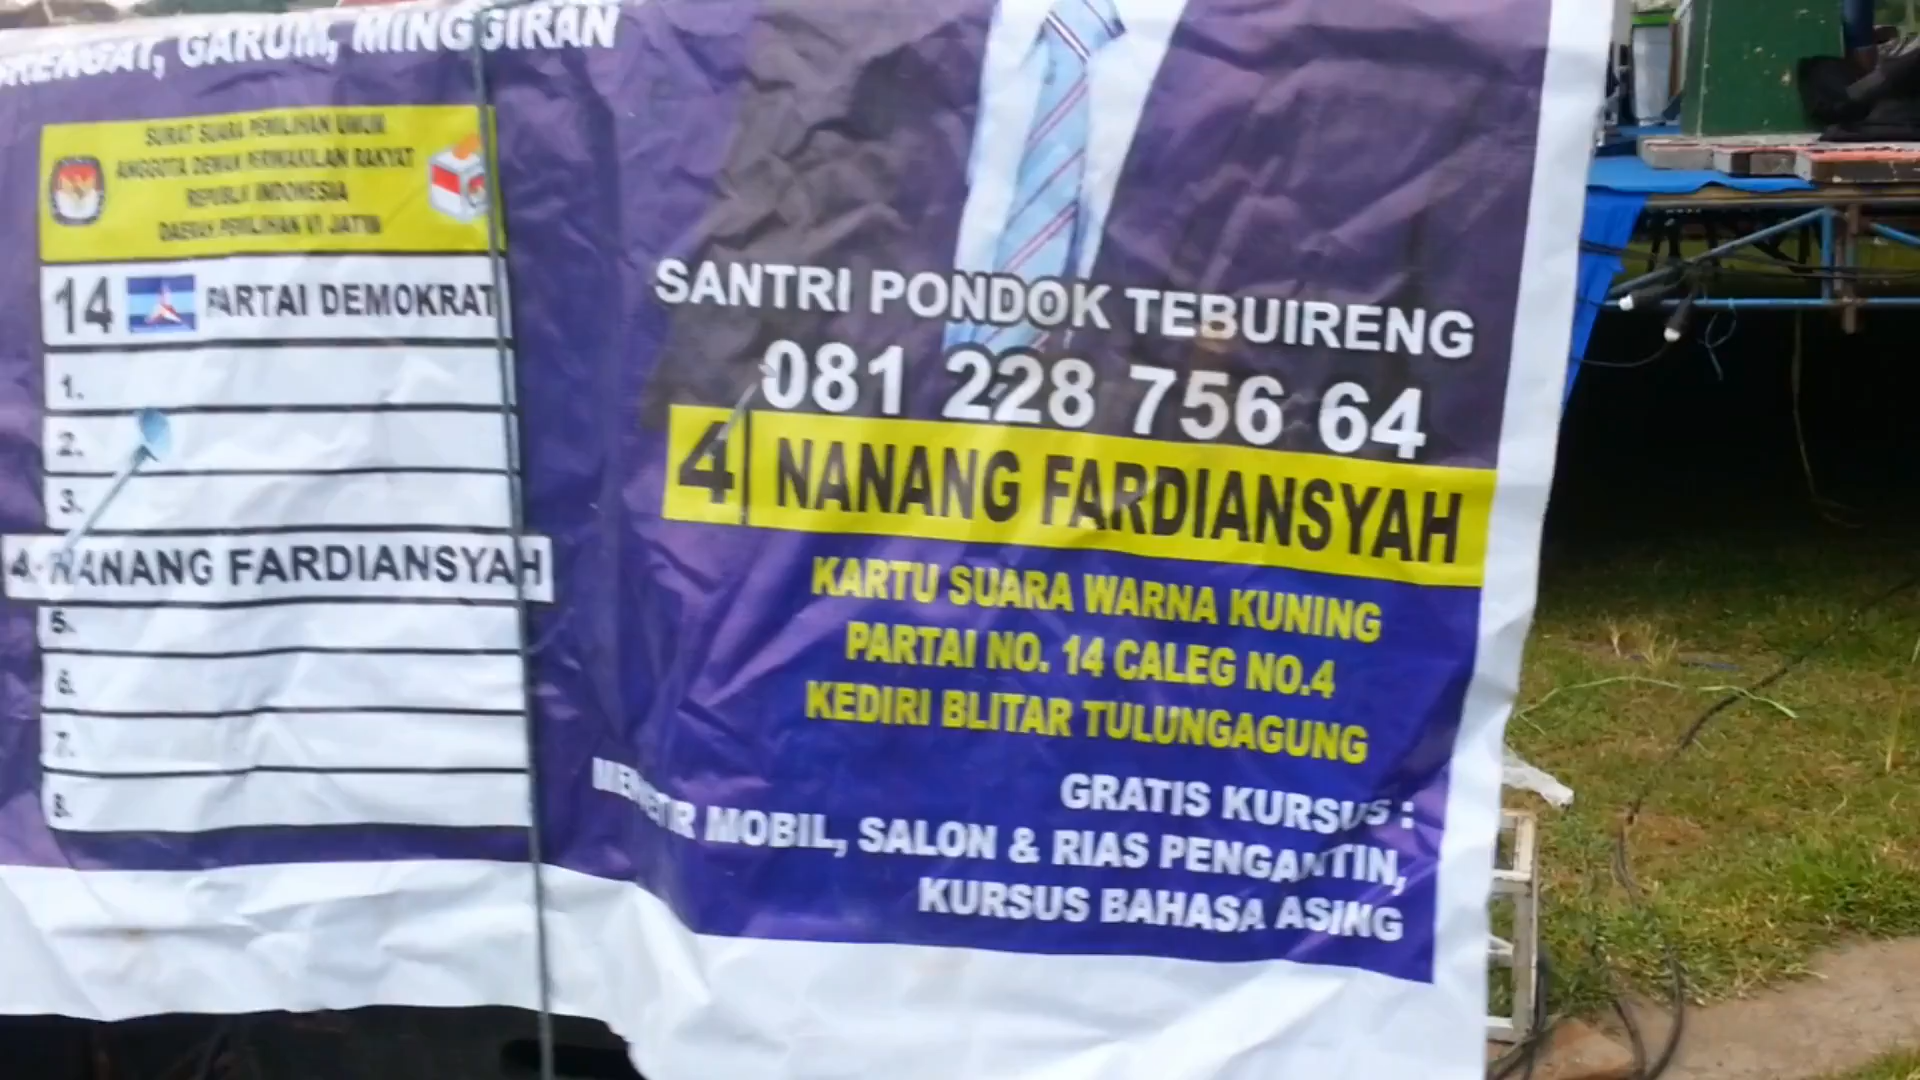 GARUM, MINGGIRAN
SURAT SUARA PEMILIHAN UMUM
ANGGOTA DEWAN PERWAKILAN RAKYAT
REPUBLIK INDONESIA
DAERAH PEMILIHAN VI JATIM
14 PARTAI DEMOKRAT
1.
2.
3.
4. NANANG FARDIANSYAH
5.
6.
7.
8.
SANTRI PONDOK TEBUIRENG
081 228 756 64
4 NANANG FARDIANSYAH
KARTU SUARA WARNA KUNING
PARTAI NO. 14 CALEG NO.4
KEDIRI BLITAR TULUNGAGUNG
GRATIS KURSUS :
MENYETIR MOBIL, SALON & RIAS PENGANTIN,
KURSUS BAHASA ASING